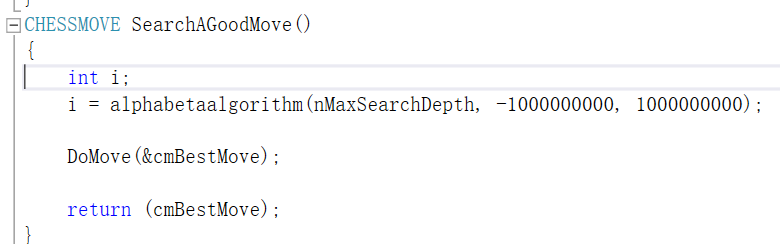 }
CHESSMOVE SearchAGoodMove()
{
int i;
i = alphabetaalgorithm(nMaxSearchDepth, -1000000000, 1000000000);
DoMove(&cmBestMove);
return (cmBestMove);
}